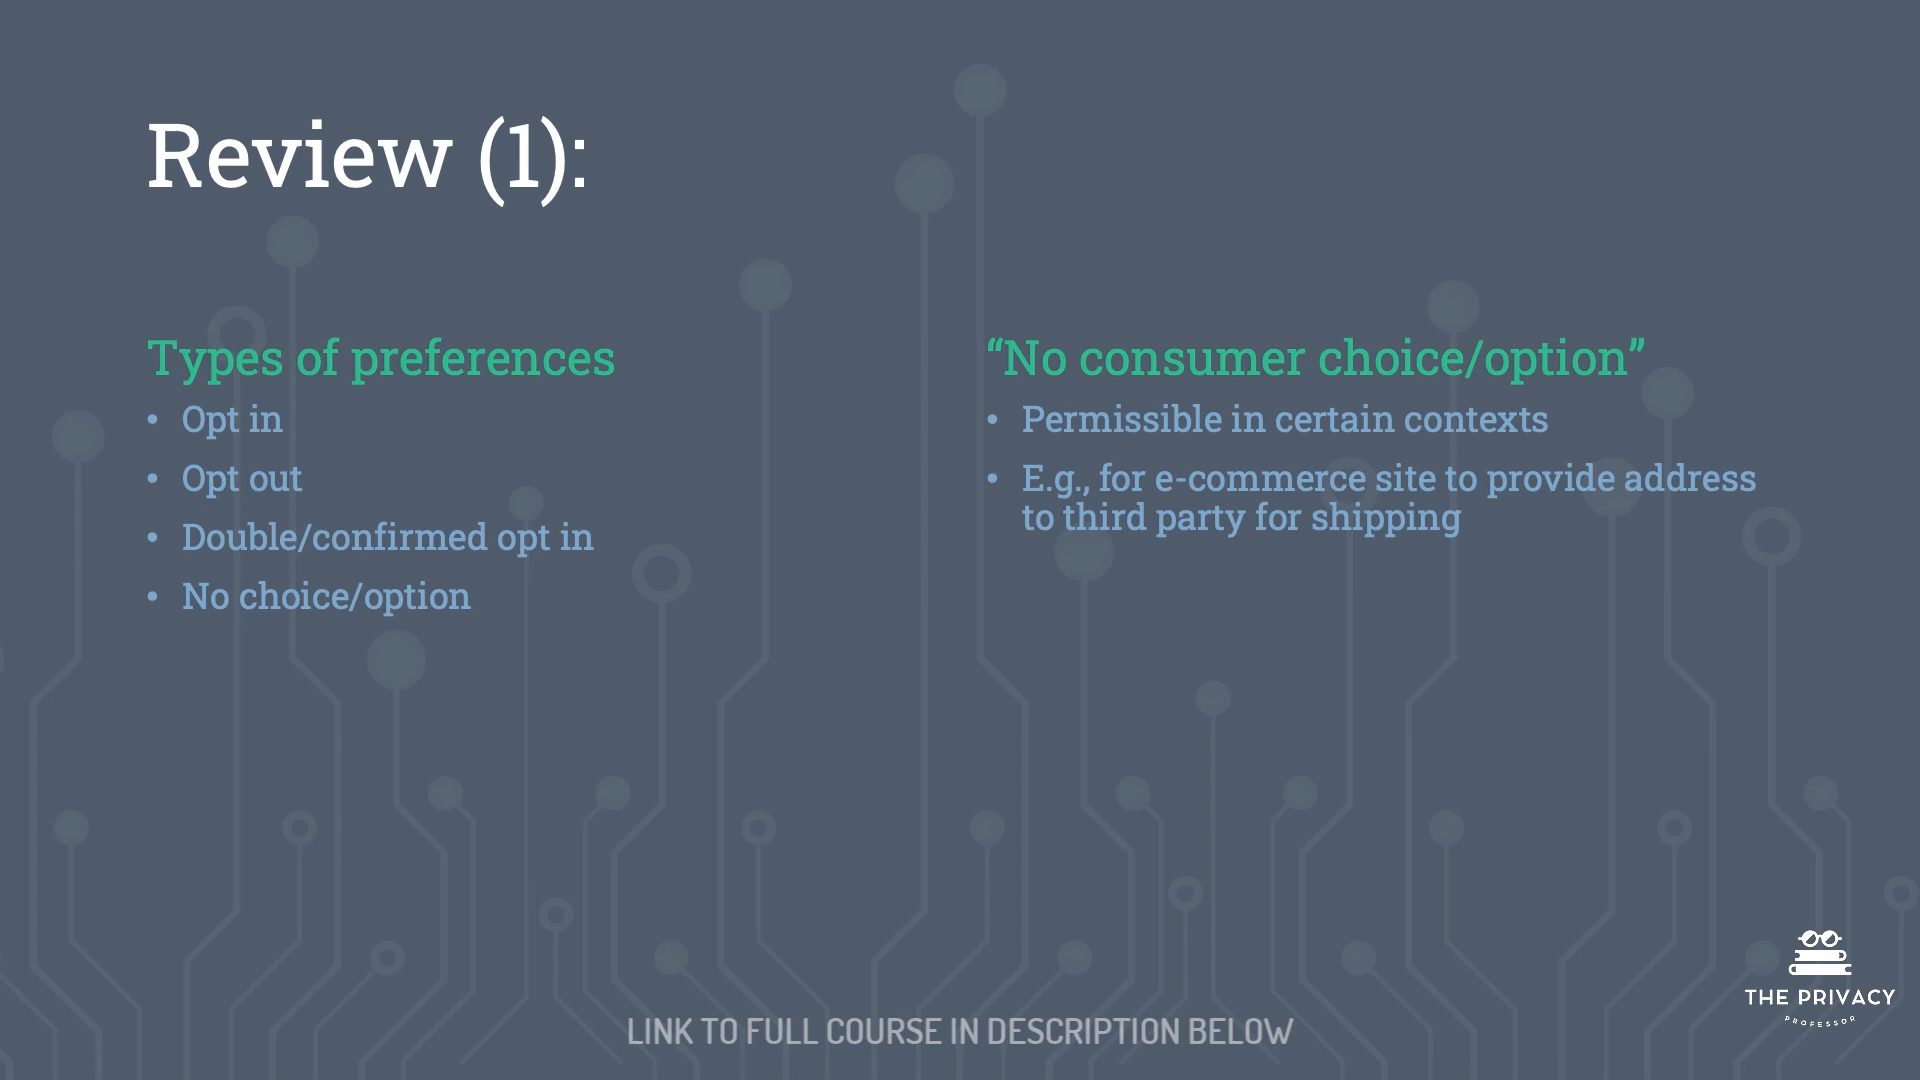 Review (1):
Types of preferences
• Opt in
• Opt out
• Double/confirmed opt in
• No choice/option
“No consumer choice/option”
• Permissible in certain contexts
• E.g., for e-commerce site to provide address
to third party for shipping
THE PRIVACY
PROFESSOR
LINK TO FULL COURSE IN DESCRIPTION BELOW